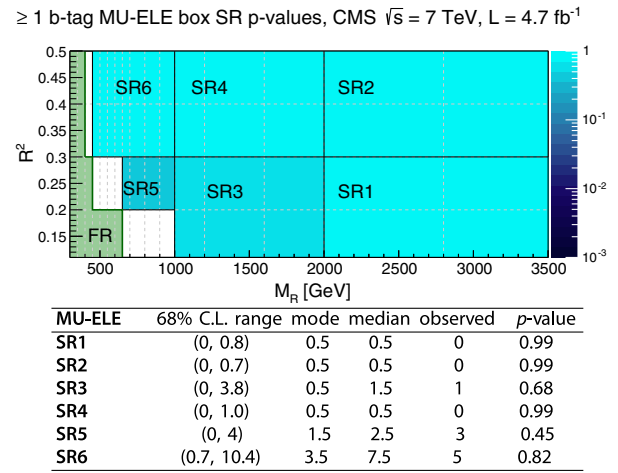 ≥ 1 b-tag MU-ELE box SR p-values, CMS √s = 7 TeV, L = 4.7 fb⁻¹
R²
0.5
0.45
0.4
0.35
0.3
0.25
0.2
0.15
SR6 SR4 SR2
SR5 SR3 SR1
FR
1
10⁻¹
10⁻²
10⁻³
500 1000 1500 2000 2500 3000 3500
M_R [GeV]
MU-ELE 68% C.L. range mode median observed p-value
SR1 (0, 0.8) 0.5 0.5 0 0.99
SR2 (0, 0.7) 0.5 0.5 0 0.99
SR3 (0, 3.8) 0.5 1.5 1 0.68
SR4 (0, 1.0) 0.5 0.5 0 0.99
SR5 (0, 4) 1.5 2.5 3 0.45
SR6 (0.7, 10.4) 3.5 7.5 5 0.82